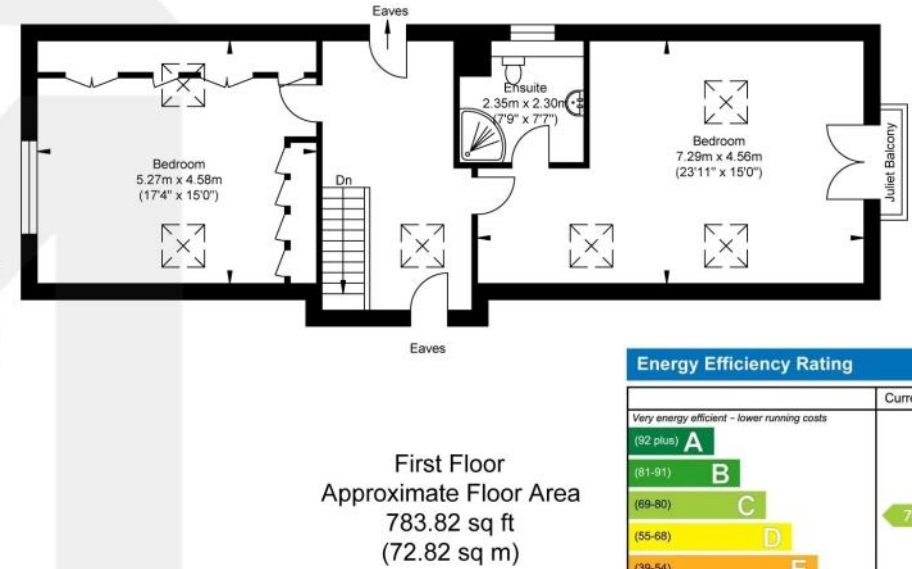 Eaves
Ensuite
2.35m x 2.30m
(7'9" x 7'7")
Bedroom
7.29m x 4.56m
(23'11" x 15'0")
Juliet Balcony
Bedroom
5.27m x 4.58m
(17'4" x 15'0")
Dn
Eaves
First Floor
Approximate Floor Area
783.82 sq ft
(72.82 sq m)
Energy Efficiency Rating
Very energy efficient - lower running costs
(92 plus) A
(81-91) B
(69-80) C
(55-68) D
(39-54) E